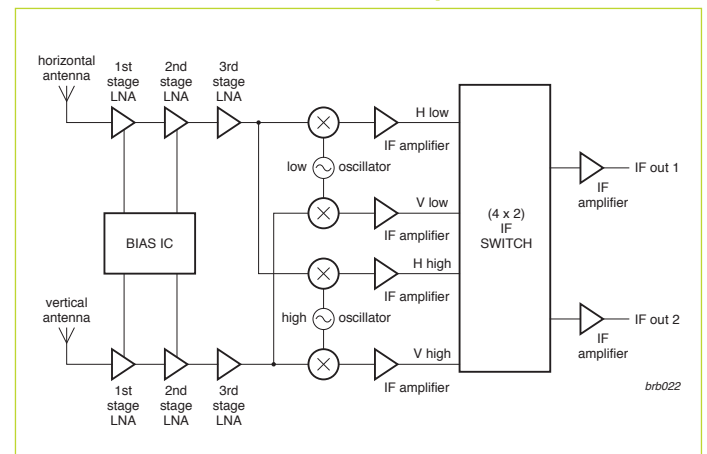 horizontal
antenna
1st
stage
LNA
2nd
stage
LNA
3rd
stage
LNA
H low
IF amplifier
low
oscillator
V low
IF amplifier
BIAS IC
(4 x 2)
IF
SWITCH
IF out 1
IF
amplifier
H high
IF amplifier
vertical
antenna
high
oscillator
IF out 2
IF
amplifier
V high
IF amplifier
1st
stage
LNA
2nd
stage
LNA
3rd
stage
LNA
brb022